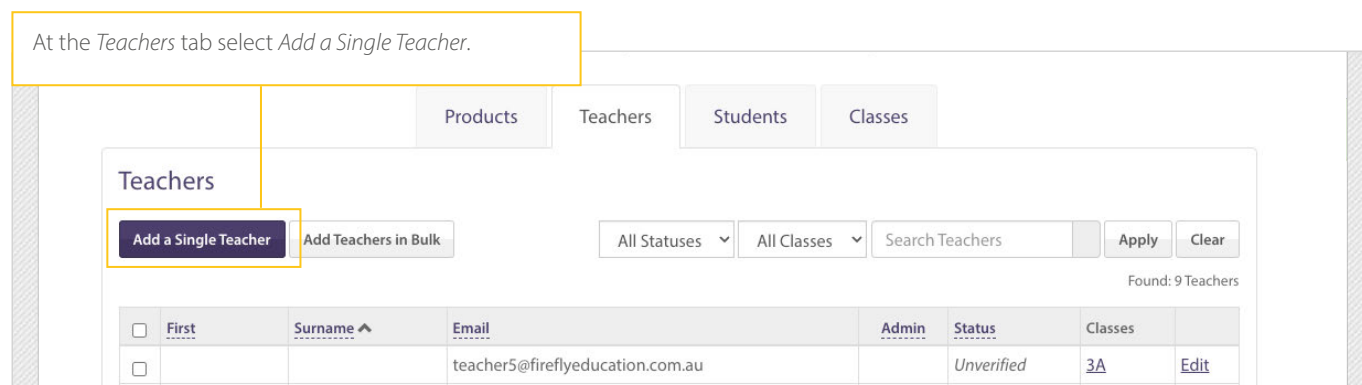 At the Teachers tab select Add a Single Teacher.
Products Teachers Students Classes
Teachers
Add a Single Teacher Add Teachers in Bulk All Statuses All Classes Search Teachers Apply Clear
Found: 9 Teachers
First Surname Email Admin Status Classes
teacher5@fireflyeducation.com.au Unverified 3A Edit